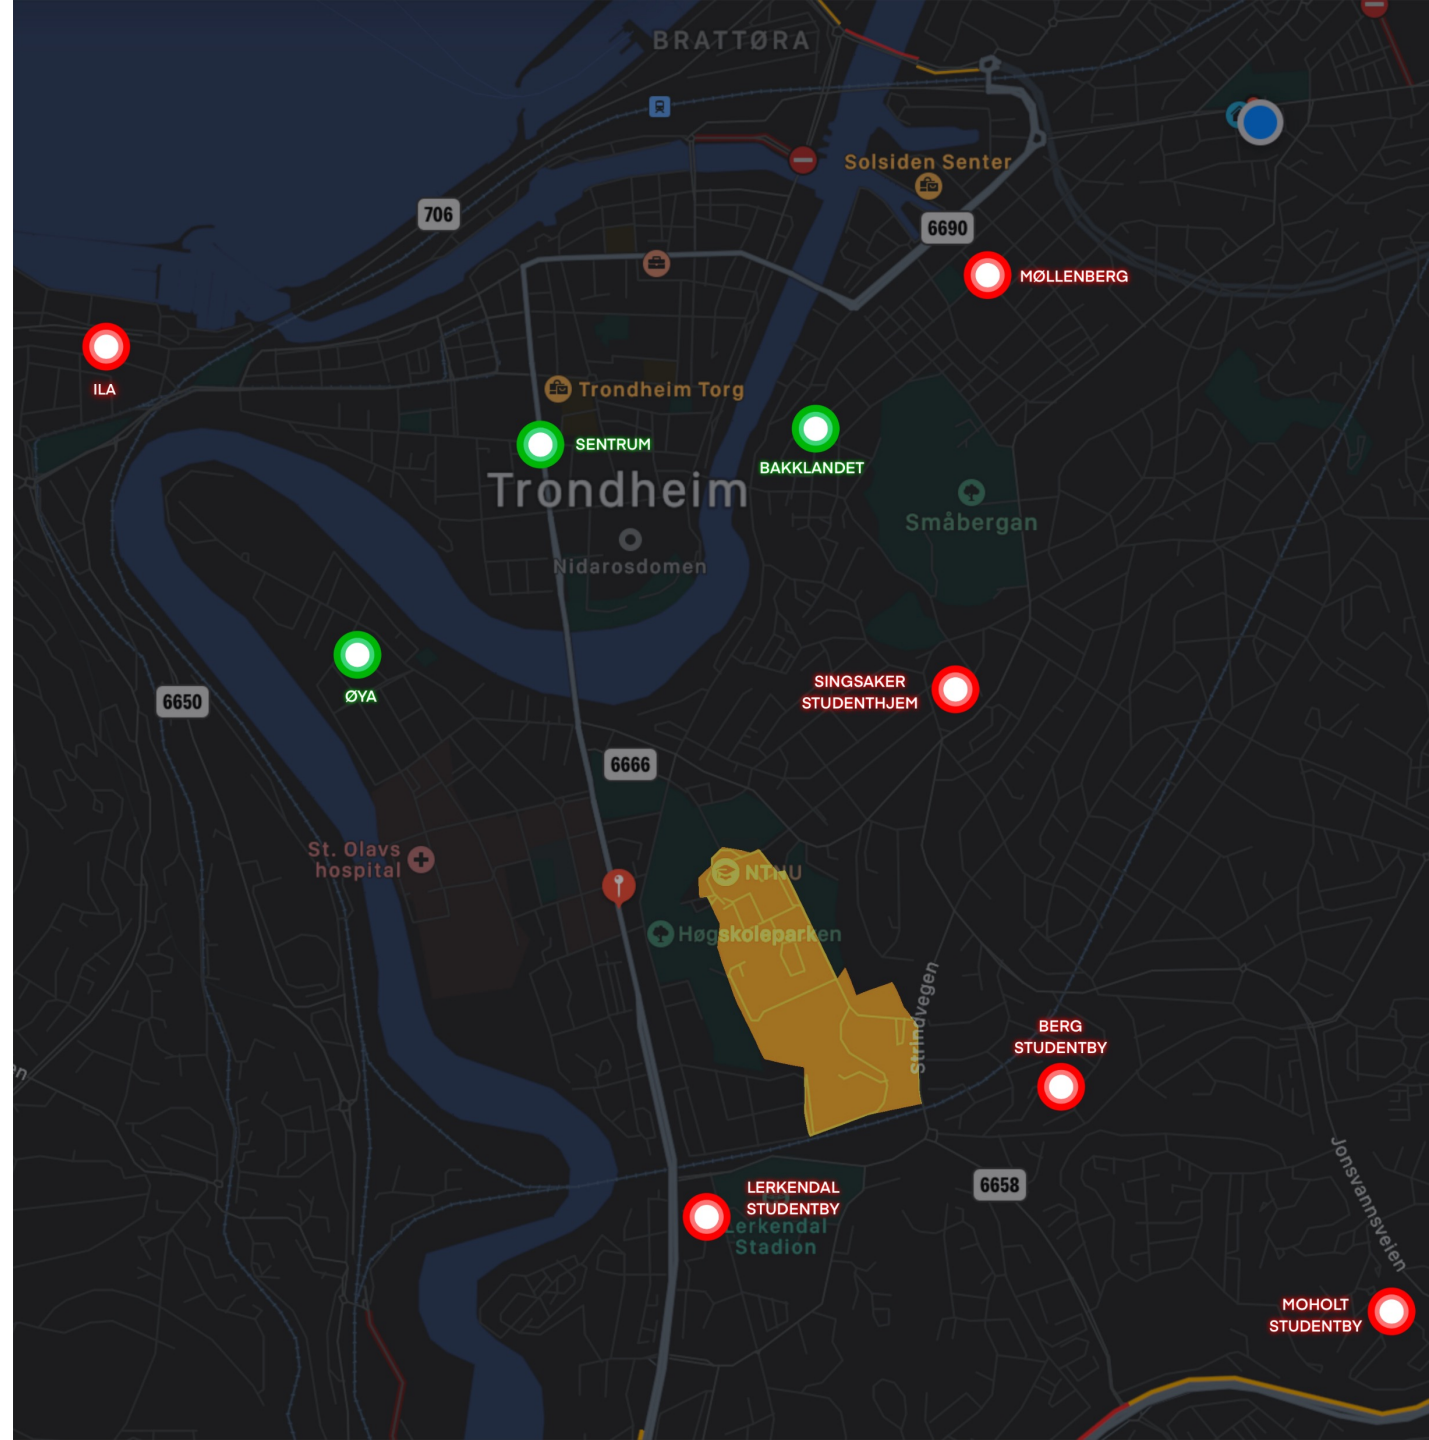 BRATTØRA
Solsiden Senter
706
6690
MØLLENBERG
ILA
Trondheim Torg
SENTRUM
BAKKLANDET
Trondheim
Småbergan
Nidarosdomen
SINGSAKER
STUDENTHJEM
ØYA
6650
6666
St. Olavs
hospital
NTNU
Høgskoleparken
Strindvegen
BERG
STUDENTBY
en
Jonsvannsveien
6658
LERKENDAL
STUDENTBY
Lerkendal
Stadion
MOHOLT
STUDENTBY